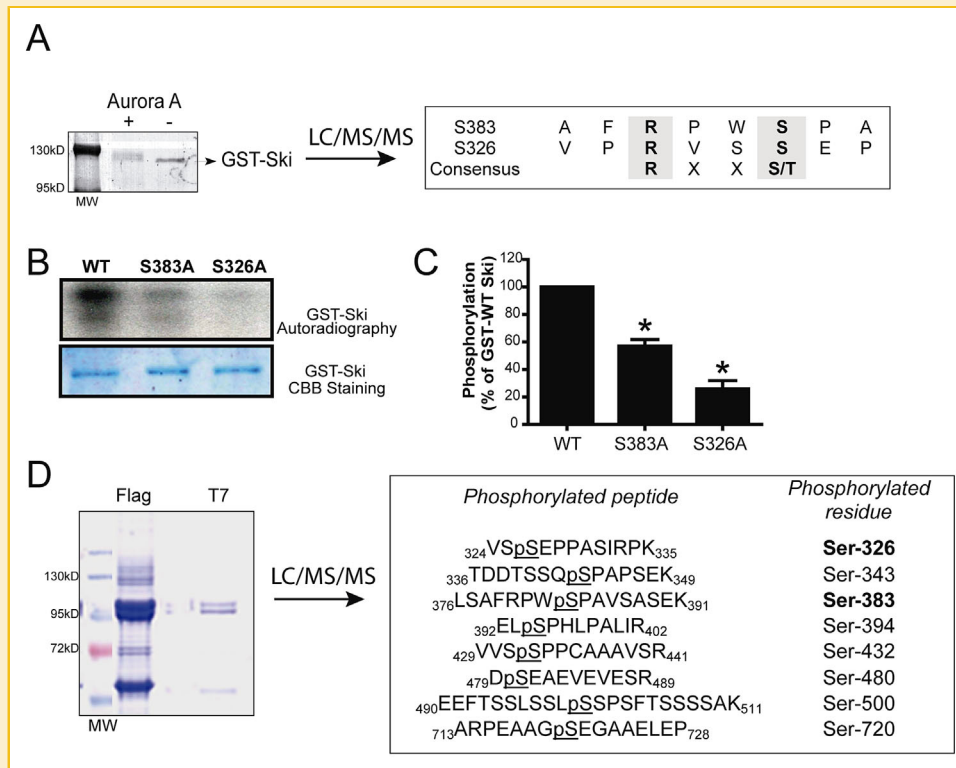 A
Aurora A
+ -
130kD
95kD
MW
GST-Ski
LC/MS/MS
S383 A F R P W S P A
S326 V P R V S S E P
Consensus R X X S/T
B
WT S383A S326A
GST-Ski
Autoradiography
GST-Ski
CBB Staining
C
Phosphorylation
(% of GST-WT Ski)
120
100
80
60
40
20
0
* *
WT S383A S326A
D
Flag T7
130kD
95kD
72kD
MW
LC/MS/MS
Phosphorylated peptide Phosphorylated residue
324VSpSEPPASIRPK335 Ser-326
336TDDTSSQpSPAPSEK349 Ser-343
376LSAFRPWpSPAVSASEK391 Ser-383
392ELpSPHLPALIR402 Ser-394
429VVSpSPPCAAAVSR441 Ser-432
479DpSEAEVEVESR489 Ser-480
490EEFTSSLSSLpSSPSFTSSSSAK511 Ser-500
713ARPEAAGpSEGAAELEP728 Ser-720